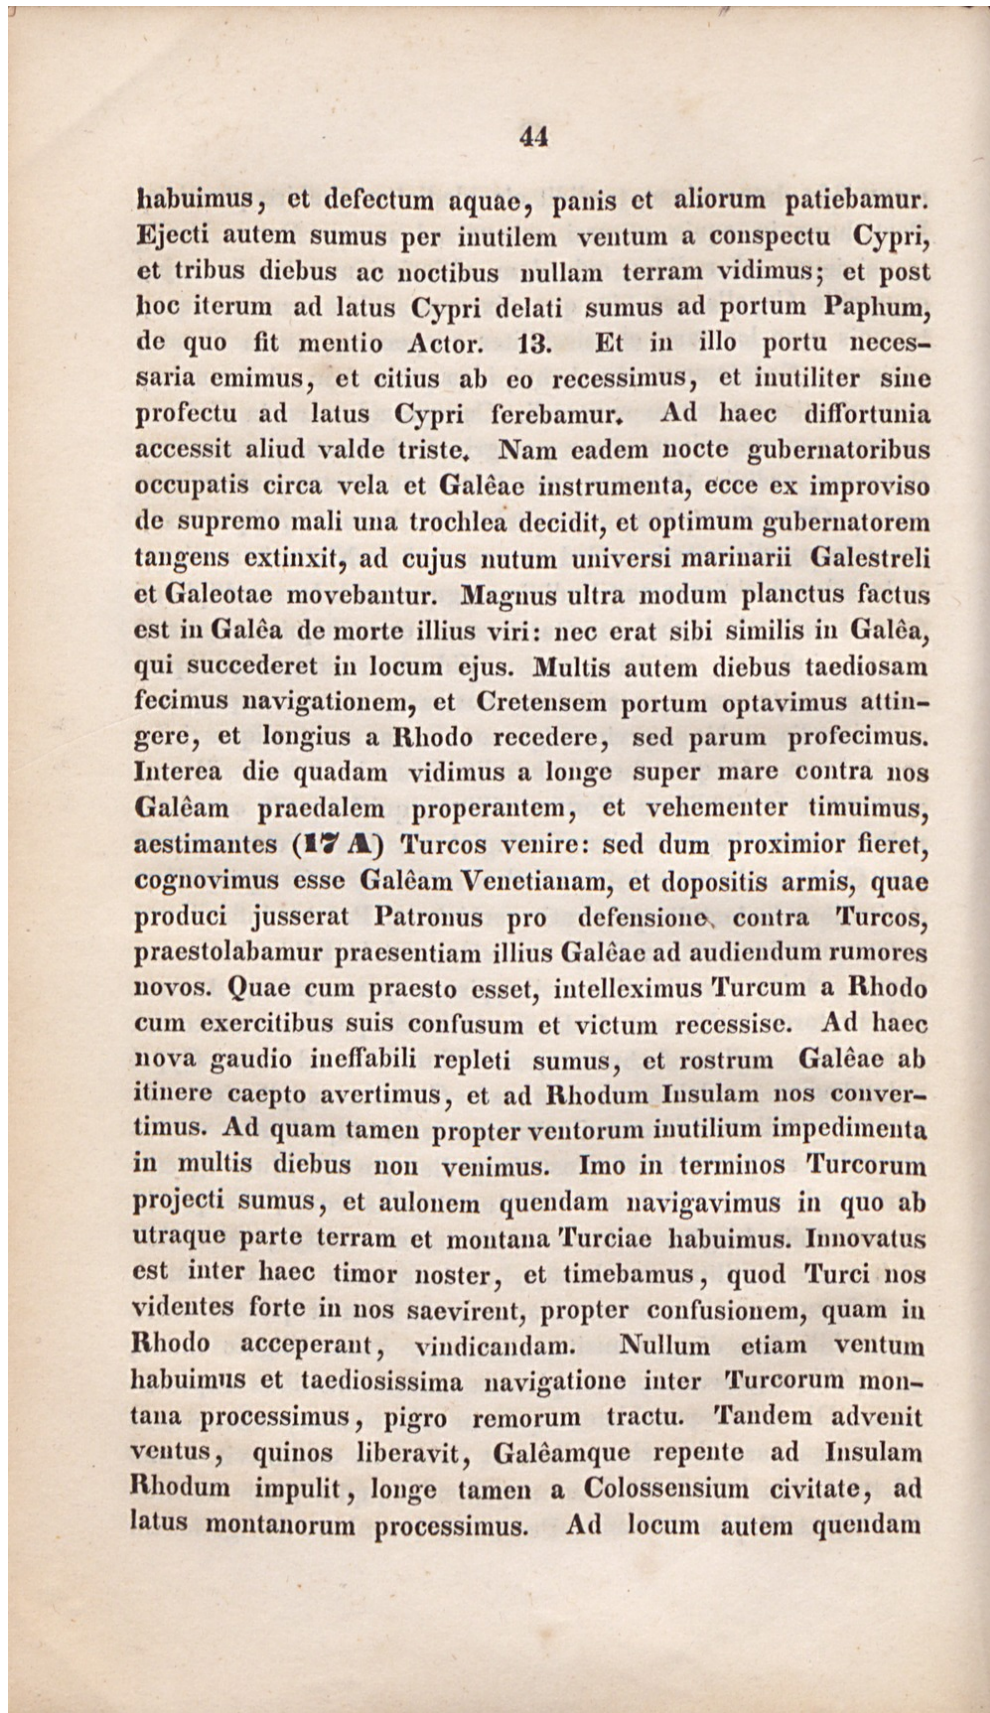 44
habuimus, et defectum aquae, panis et aliorum patiebamur.
Ejecti autem sumus per inutilem ventum a conspectu Cypri,
et tribus diebus ac noctibus nullam terram vidimus; et post
hoc iterum ad latus Cypri delati sumus ad portum Paphum,
de quo fit mentio Actor. 13. Et in illo portu neces-
saria emimus, et citius ab eo recessimus, et inutiliter sine
profectu ad latus Cypri ferebamur. Ad haec diffortunia
accessit aliud valde triste. Nam eadem nocte gubernatoribus
occupatis circa vela et Galêae instrumenta, ecce ex improviso
de supremo mali una trochlea decidit, et optimum gubernatorem
tangens extinxit, ad cujus nutum universi marinarii Galestreli
et Galeotae movebantur. Magnus ultra modum planctus factus
est in Galêa de morte illius viri: nec erat sibi similis in Galêa,
qui succederet in locum ejus. Multis autem diebus taediosam
fecimus navigationem, et Cretensem portum optavimus attin-
gere, et longius a Rhodo recedere, sed parum profecimus.
Interea die quadam vidimus a longe super mare contra nos
Galêam praedalem properantem, et vehementer timuimus,
aestimantes (17 A) Turcos venire: sed dum proximior fieret,
cognovimus esse Galêam Venetianam, et dopositis armis, quae
produci jusserat Patronus pro defensione contra Turcos,
praestolabamur praesentiam illius Galêae ad audiendum rumores
novos. Quae cum praesto esset, intelleximus Turcum a Rhodo
cum exercitibus suis confusum et victum recessise. Ad haec
nova gaudio ineffabili repleti sumus, et rostrum Galêae ab
itinere caepto avertimus, et ad Rhodum Insulam nos conver-
timus. Ad quam tamen propter ventorum inutilium impedimenta
in multis diebus non venimus. Imo in terminos Turcorum
projecti sumus, et aulonem quendam navigavimus in quo ab
utraque parte terram et montana Turciae habuimus. Innovatus
est inter haec timor noster, et timebamus, quod Turci nos
videntes forte in nos saevirent, propter confusionem, quam in
Rhodo acceperant, vindicandam. Nullum etiam ventum
habuimus et taediosissima navigatione inter Turcorum mon-
tana processimus, pigro remorum tractu. Tandem advenit
ventus, quinos liberavit, Galêamque repente ad Insulam
Rhodum impulit, longe tamen a Colossensium civitate, ad
latus montanorum processimus. Ad locum autem quendam